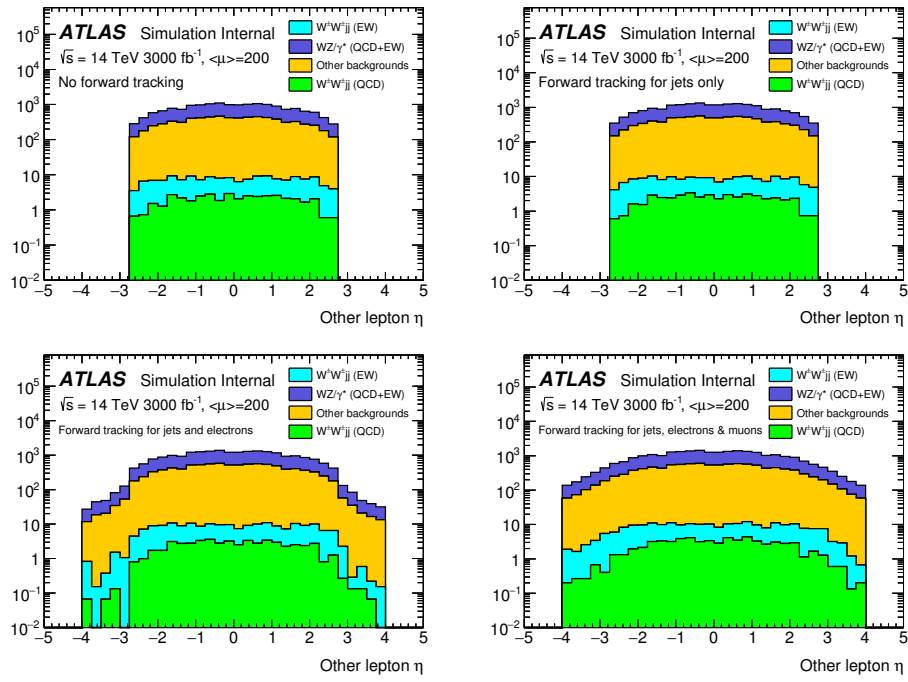 ATLAS Simulation Internal
√s = 14 TeV 3000 fb⁻¹, <μ>=200
No forward tracking
W±W±jj (EW)
WZ/γ* (QCD+EW)
Other backgrounds
W±W±jj (QCD)
10⁵
10⁴
10³
10²
10
1
10⁻¹
10⁻²
−5 −4 −3 −2 −1 0 1 2 3 4 5
Other lepton η
ATLAS Simulation Internal
√s = 14 TeV 3000 fb⁻¹, <μ>=200
Forward tracking for jets only
W±W±jj (EW)
WZ/γ* (QCD+EW)
Other backgrounds
W±W±jj (QCD)
10⁵
10⁴
10³
10²
10
1
10⁻¹
10⁻²
−5 −4 −3 −2 −1 0 1 2 3 4 5
Other lepton η
ATLAS Simulation Internal
√s = 14 TeV 3000 fb⁻¹, <μ>=200
Forward tracking for jets and electrons
W±W±jj (EW)
WZ/γ* (QCD+EW)
Other backgrounds
W±W±jj (QCD)
10⁵
10⁴
10³
10²
10
1
10⁻¹
10⁻²
−5 −4 −3 −2 −1 0 1 2 3 4 5
Other lepton η
ATLAS Simulation Internal
√s = 14 TeV 3000 fb⁻¹, <μ>=200
Forward tracking for jets, electrons & muons
W±W±jj (EW)
WZ/γ* (QCD+EW)
Other backgrounds
W±W±jj (QCD)
10⁵
10⁴
10³
10²
10
1
10⁻¹
10⁻²
−5 −4 −3 −2 −1 0 1 2 3 4 5
Other lepton η